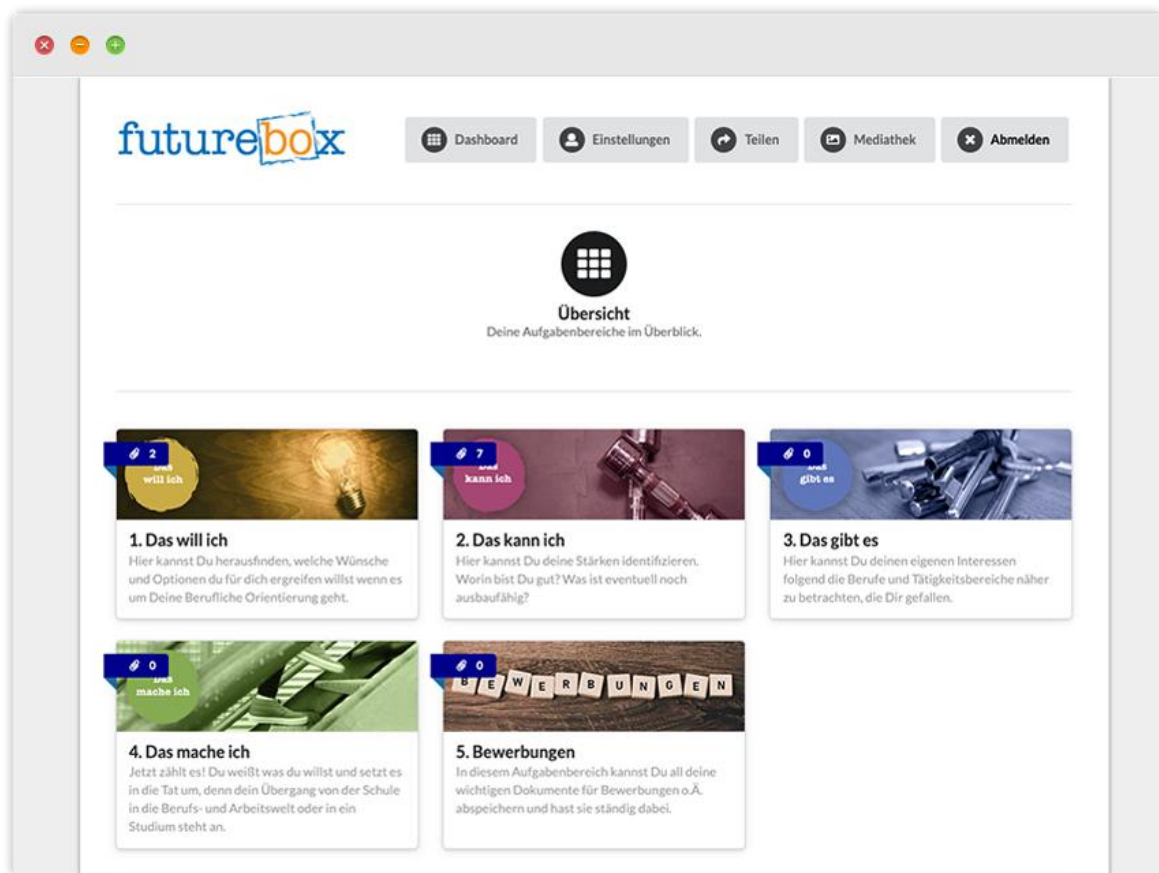 futurebox
Dashboard
Einstellungen
Teilen
Mediathek
Abmelden
Übersicht
Deine Aufgabenbereiche im Überblick.
2
Das
will ich
1. Das will ich
Hier kannst Du herausfinden, welche Wünsche
und Optionen du für dich ergreifen willst wenn es
um Deine Berufliche Orientierung geht.
7
Das
kann ich
2. Das kann ich
Hier kannst Du deine Stärken identifizieren.
Worin bist Du gut? Was ist eventuell noch
ausbaufähig?
0
Das
gibt es
3. Das gibt es
Hier kannst Du deinen eigenen Interessen
folgend die Berufe und Tätigkeitsbereiche näher
zu betrachten, die Dir gefallen.
0
Das
mache ich
4. Das mache ich
Jetzt zählt es! Du weißt was du willst und setzt es
in die Tat um, denn dein Übergang von der Schule
in die Berufs- und Arbeitswelt oder in ein
Studium steht an.
0
BEWERBUNGEN
5. Bewerbungen
In diesem Aufgabenbereich kannst Du all deine
wichtigen Dokumente für Bewerbungen o.Ä.
abspeichern und hast sie ständig dabei.